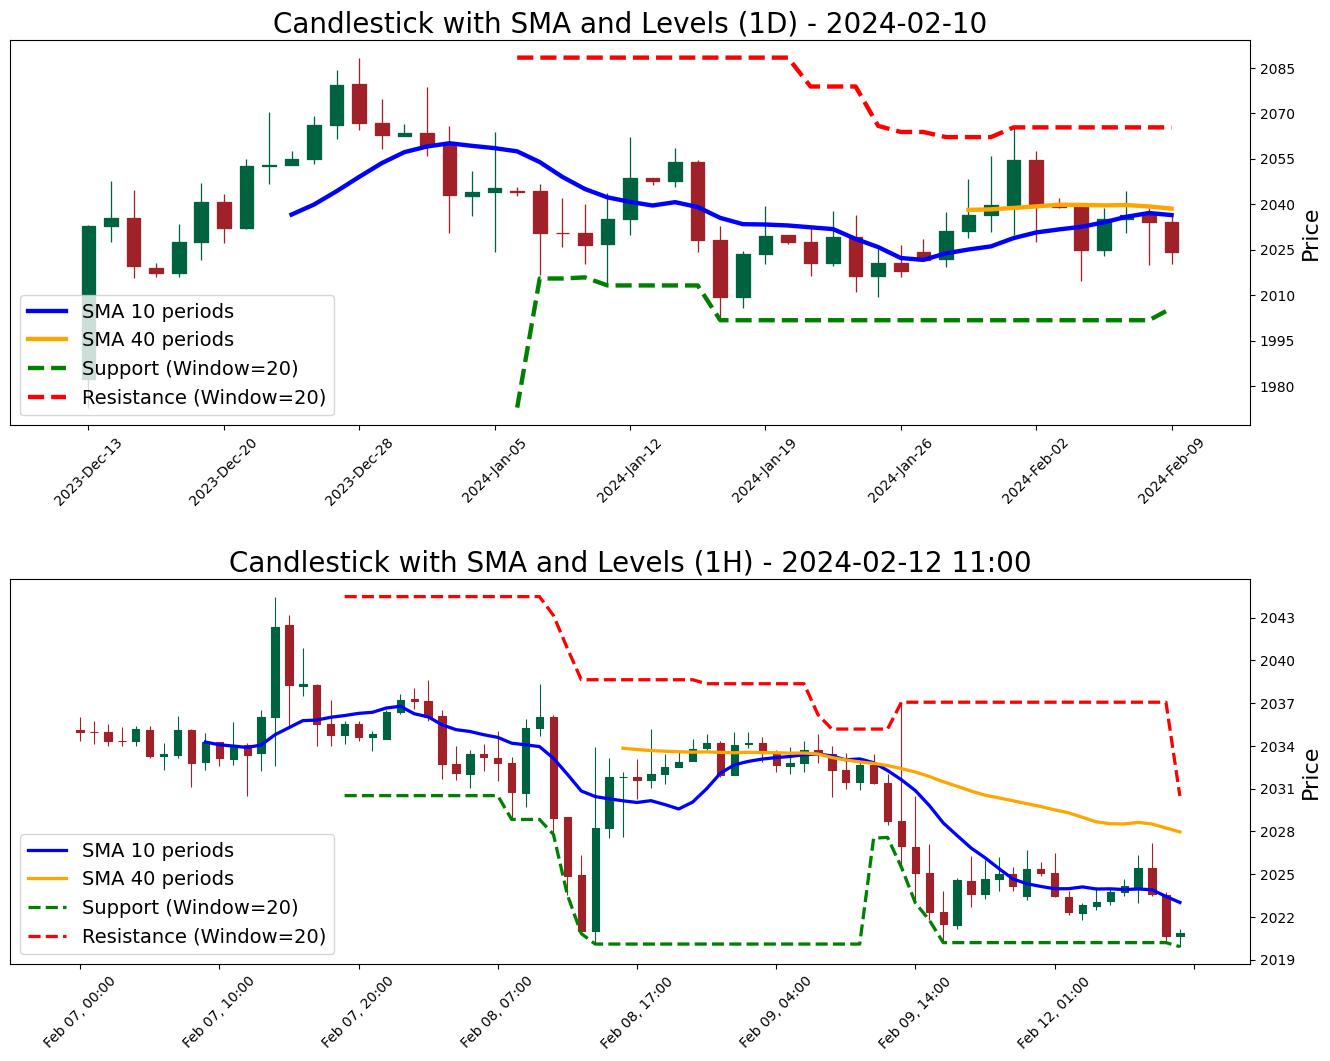 Candlestick with SMA and Levels (1D) - 2024-02-10
2085
2070
2055
2040
2025
2010
1995
1980
Price
SMA 10 periods
SMA 40 periods
Support (Window=20)
Resistance (Window=20)
2023-Dec-13
2023-Dec-20
2023-Dec-28
2024-Jan-05
2024-Jan-12
2024-Jan-19
2024-Jan-26
2024-Feb-02
2024-Feb-09
Candlestick with SMA and Levels (1H) - 2024-02-12 11:00
2043
2040
2037
2034
2031
2028
2025
2022
2019
Price
SMA 10 periods
SMA 40 periods
Support (Window=20)
Resistance (Window=20)
Feb 07, 00:00
Feb 07, 10:00
Feb 07, 20:00
Feb 08, 07:00
Feb 08, 17:00
Feb 09, 04:00
Feb 09, 14:00
Feb 12, 01:00